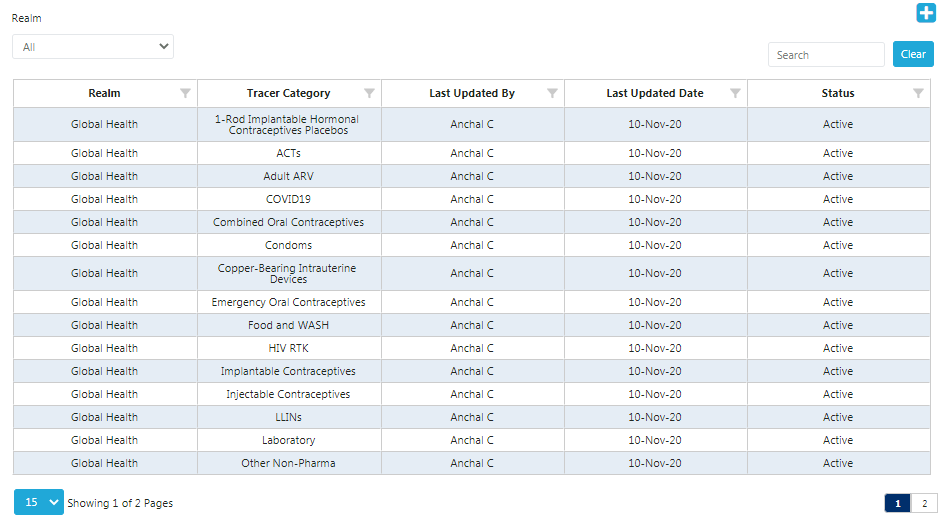 Realm
All
Search
Clear
Realm Tracer Category Last Updated By Last Updated Date Status
Global Health 1-Rod Implantable Hormonal Contraceptives Placebos Anchal C 10-Nov-20 Active
Global Health ACTs Anchal C 10-Nov-20 Active
Global Health Adult ARV Anchal C 10-Nov-20 Active
Global Health COVID19 Anchal C 10-Nov-20 Active
Global Health Combined Oral Contraceptives Anchal C 10-Nov-20 Active
Global Health Condoms Anchal C 10-Nov-20 Active
Global Health Copper-Bearing Intrauterine Devices Anchal C 10-Nov-20 Active
Global Health Emergency Oral Contraceptives Anchal C 10-Nov-20 Active
Global Health Food and WASH Anchal C 10-Nov-20 Active
Global Health HIV RTK Anchal C 10-Nov-20 Active
Global Health Implantable Contraceptives Anchal C 10-Nov-20 Active
Global Health Injectable Contraceptives Anchal C 10-Nov-20 Active
Global Health LLINs Anchal C 10-Nov-20 Active
Global Health Laboratory Anchal C 10-Nov-20 Active
Global Health Other Non-Pharma Anchal C 10-Nov-20 Active
15 Showing 1 of 2 Pages 1 2